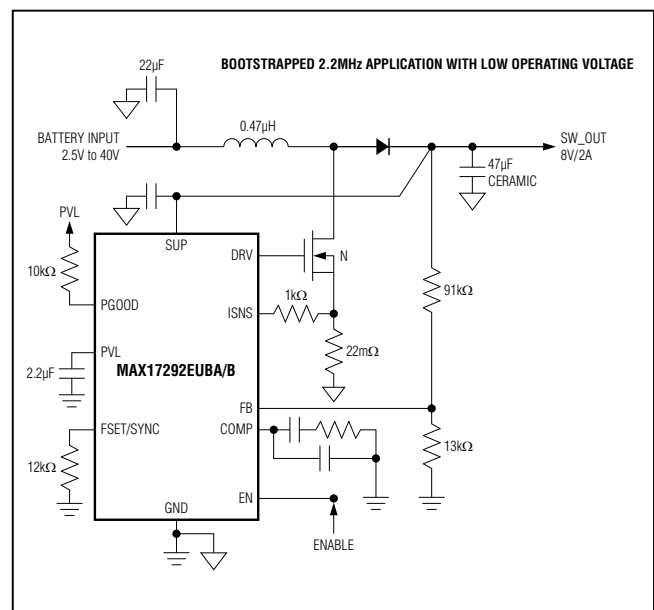 BOOTSTRAPPED 2.2MHz APPLICATION WITH LOW OPERATING VOLTAGE
22µF
0.47µH
BATTERY INPUT
2.5V to 40V
SW_OUT
8V/2A
47µF
CERAMIC
PVL
SUP
DRV
N
10kΩ
91kΩ
1kΩ
PGOOD
ISNS
22mΩ
PVL
2.2µF
MAX17292EUBA/B
FB
FSET/SYNC
COMP
12kΩ
13kΩ
EN
GND
ENABLE